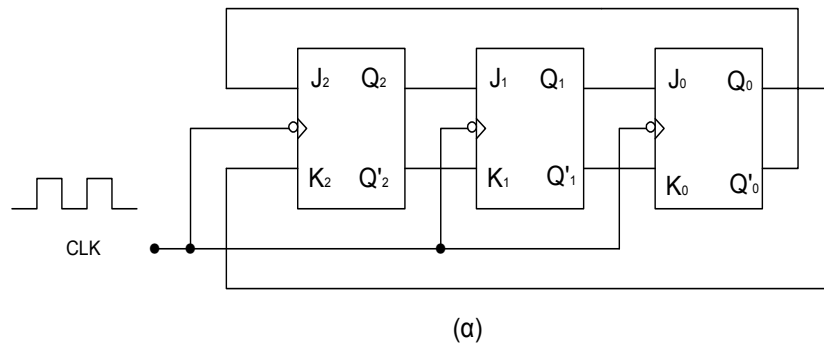 J₂ Q₂ J₁ Q₁ J₀ Q₀
K₂ Q'₂ K₁ Q'₁ K₀ Q'₀
CLK
(α)